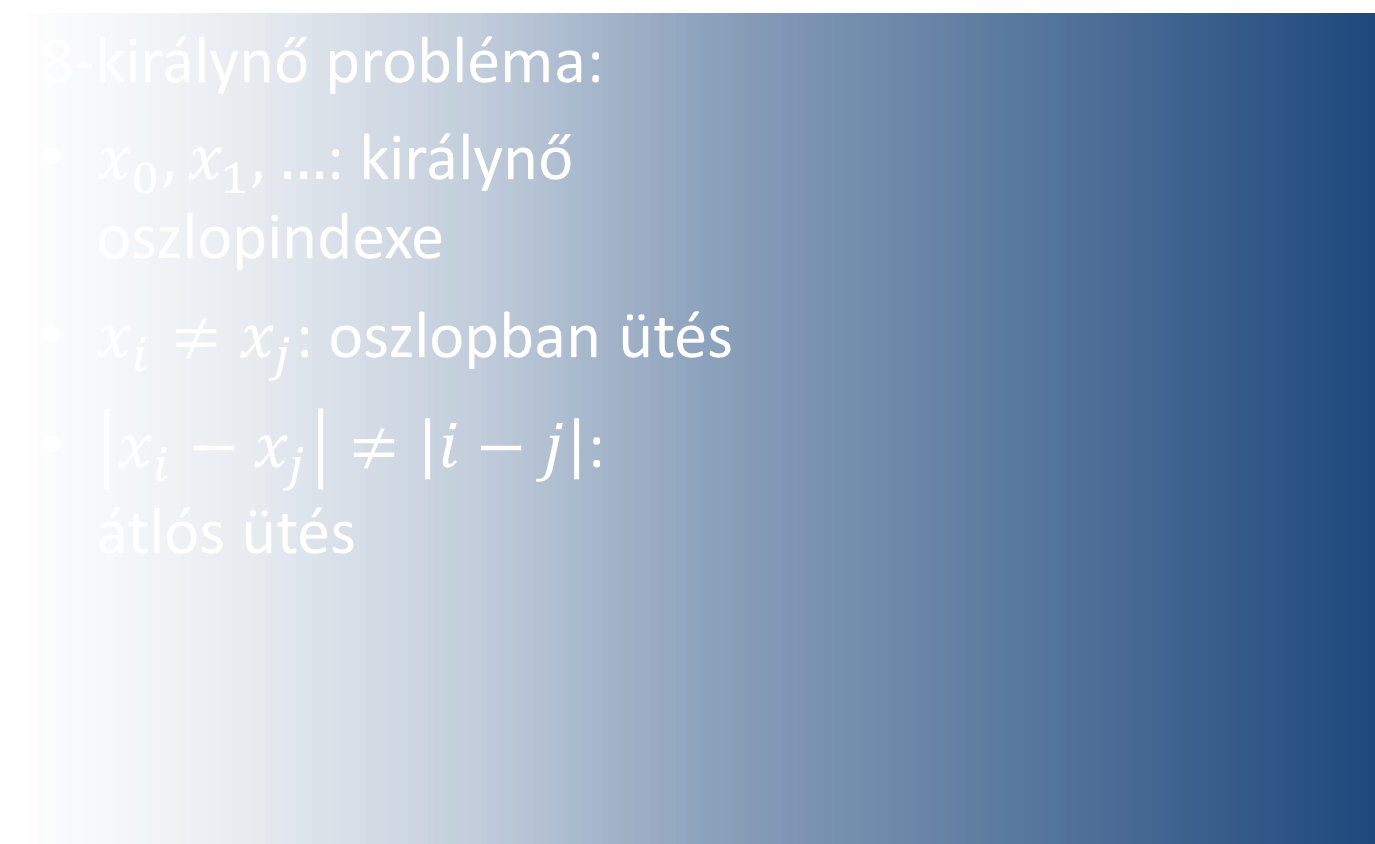 8-királynő probléma:
• x₀, x₁, …: királynő
oszlopindexe
• xᵢ ≠ xⱼ: oszlopban ütés
• |xᵢ − xⱼ| ≠ |i − j|:
átlós ütés